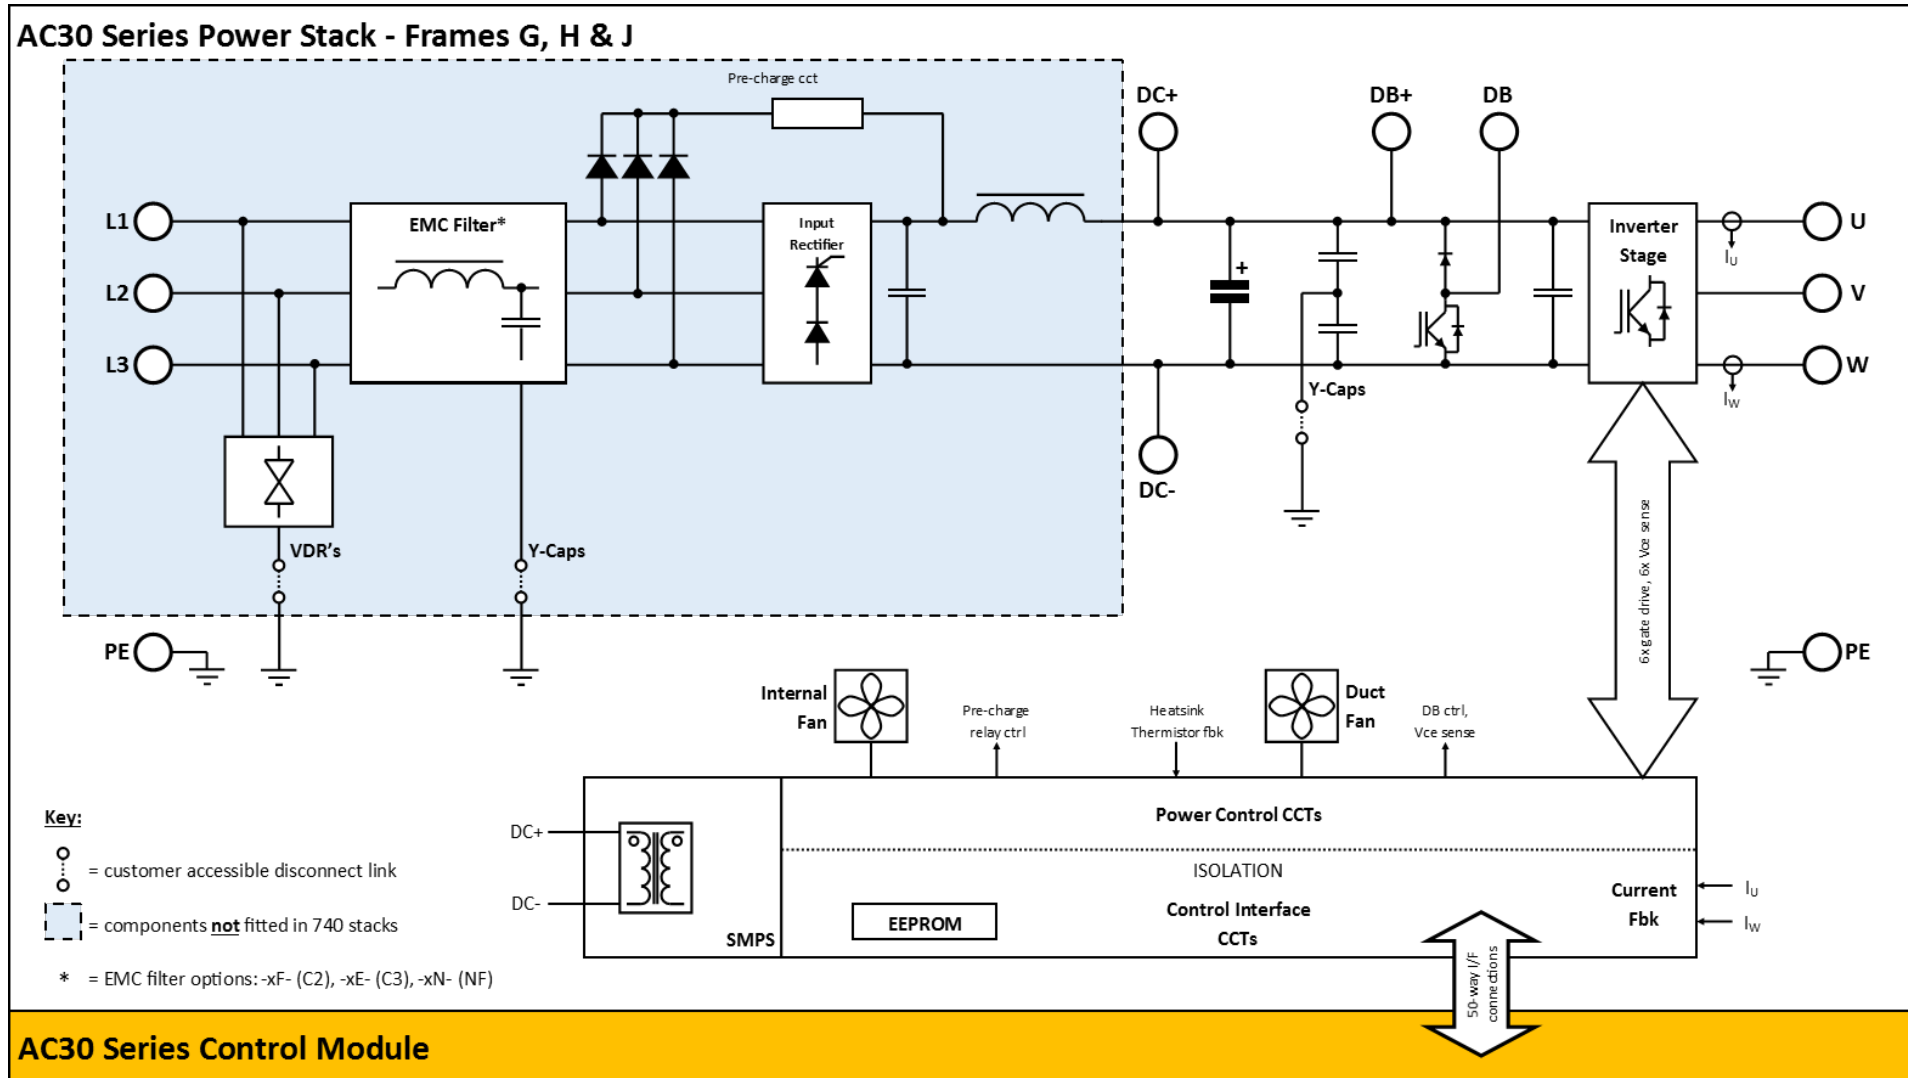 AC30 Series Power Stack - Frames G, H & J
Pre-charge cct
DC+
DB+
DB
L1
L2
L3
EMC Filter*
Input
Rectifier
+
Inverter
Stage
IU
IW
U
V
W
Y-Caps
DC-
VDR's
Y-Caps
PE
6x gate drive, 6x Vce sense
PE
Internal
Fan
Pre-charge
relay ctrl
Heatsink
Thermistor fbk
Duct
Fan
DB ctrl,
Vce sense
DC+
DC-
SMPS
Power Control CCTs
ISOLATION
Control Interface
CCTs
EEPROM
Current
Fbk
IU
IW
50-way I/F
connections
Key:
= customer accessible disconnect link
= components not fitted in 740 stacks
* = EMC filter options: -xF- (C2), -xE- (C3), -xN- (NF)
AC30 Series Control Module